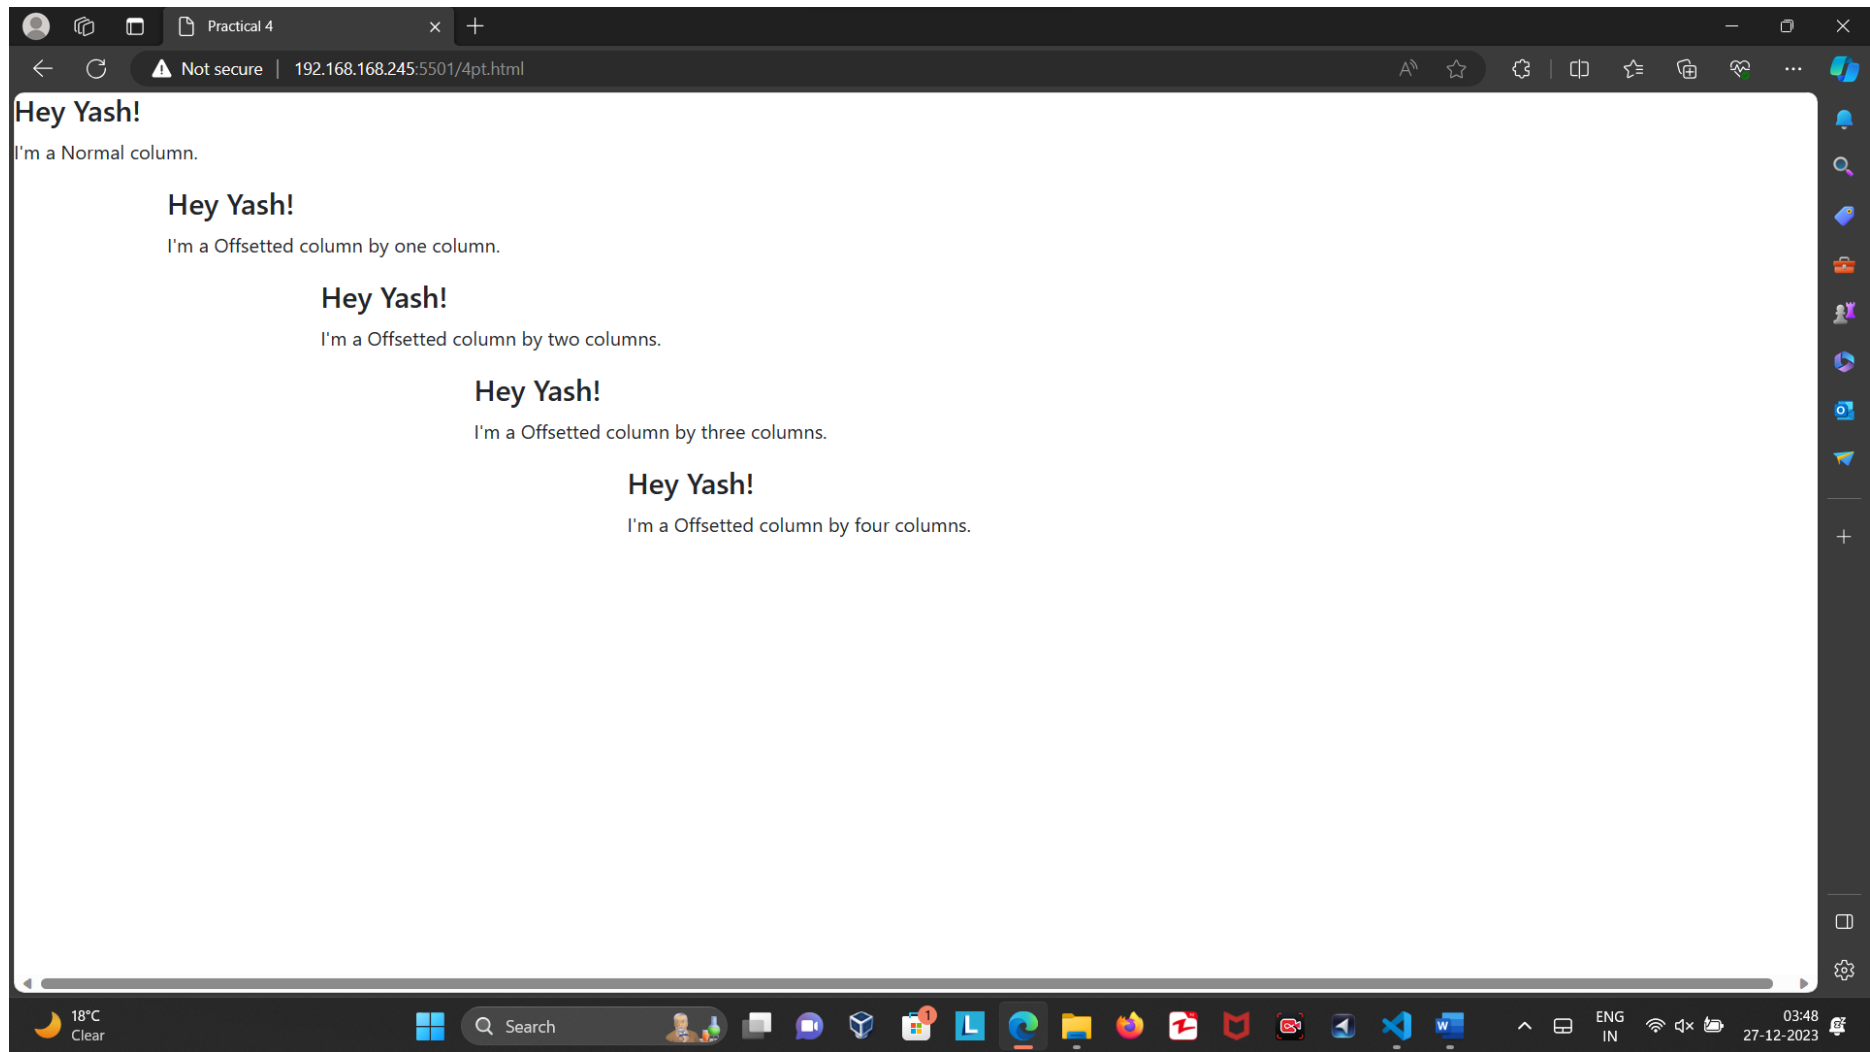 Practical 4
Not secure 192.168.168.245:5501/4pt.html
Hey Yash!
I'm a Normal column.
Hey Yash!
I'm a Offsetted column by one column.
Hey Yash!
I'm a Offsetted column by two columns.
Hey Yash!
I'm a Offsetted column by three columns.
Hey Yash!
I'm a Offsetted column by four columns.
18°C
Clear
Search
1
L
W
ENG
IN
03:48
27-12-2023